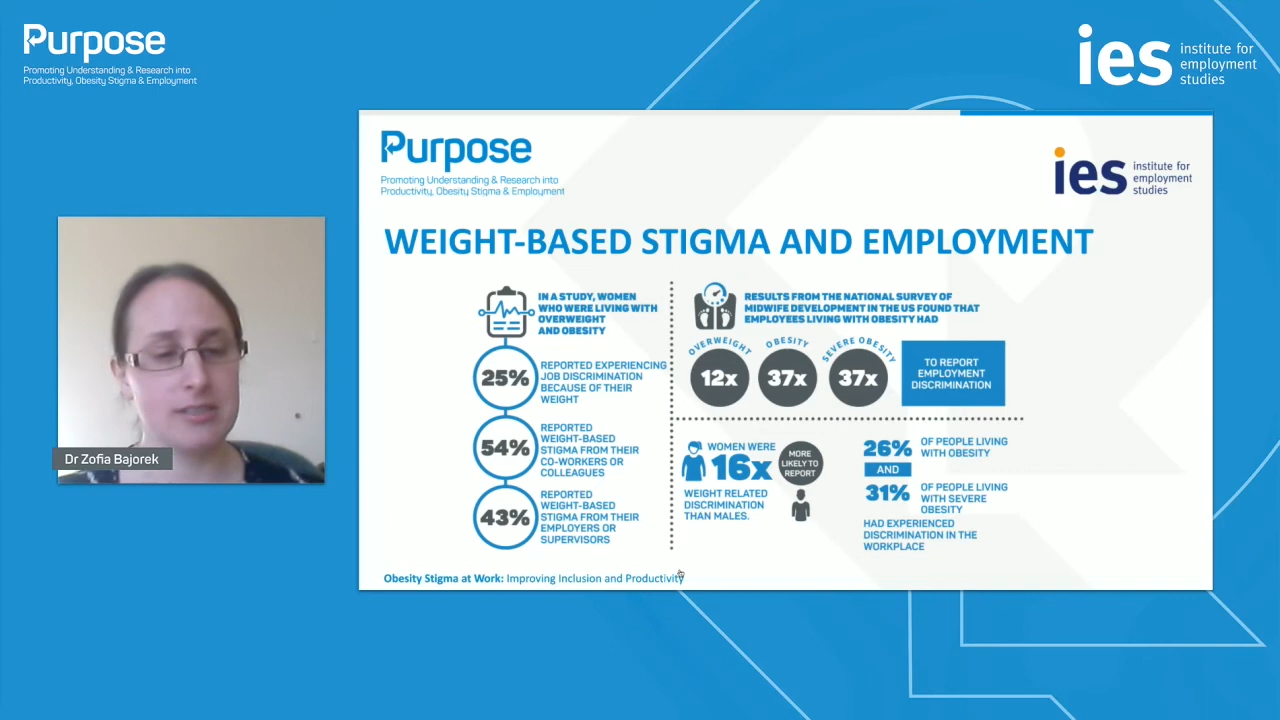 Purpose
Promoting Understanding & Research into
Productivity, Obesity Stigma & Employment
ies
institute for
employment
studies
Purpose
Promoting Understanding & Research into
Productivity, Obesity Stigma & Employment
ies
institute for
employment
studies
WEIGHT-BASED STIGMA AND EMPLOYMENT
IN A STUDY, WOMEN
WHO WERE LIVING WITH
OVERWEIGHT
AND OBESITY
25%
REPORTED EXPERIENCING
JOB DISCRIMINATION
BECAUSE OF THEIR
WEIGHT
54%
REPORTED
WEIGHT-BASED
STIGMA FROM THEIR
CO-WORKERS OR
COLLEAGUES
43%
REPORTED
WEIGHT-BASED
STIGMA FROM THEIR
EMPLOYERS OR
SUPERVISORS
RESULTS FROM THE NATIONAL SURVEY OF
MIDWIFE DEVELOPMENT IN THE US FOUND THAT
EMPLOYEES LIVING WITH OBESITY HAD
OVERWEIGHT
12x
OBESITY
37x
SEVERE OBESITY
37x
TO REPORT
EMPLOYMENT
DISCRIMINATION
WOMEN WERE
16x
MORE
LIKELY TO
REPORT
WEIGHT RELATED
DISCRIMINATION
THAN MALES.
26%
OF PEOPLE LIVING
WITH OBESITY
AND
31%
OF PEOPLE LIVING
WITH SEVERE
OBESITY
HAD EXPERIENCED
DISCRIMINATION IN THE
WORKPLACE
Obesity Stigma at Work: Improving Inclusion and Productivity
Dr Zofia Bajorek